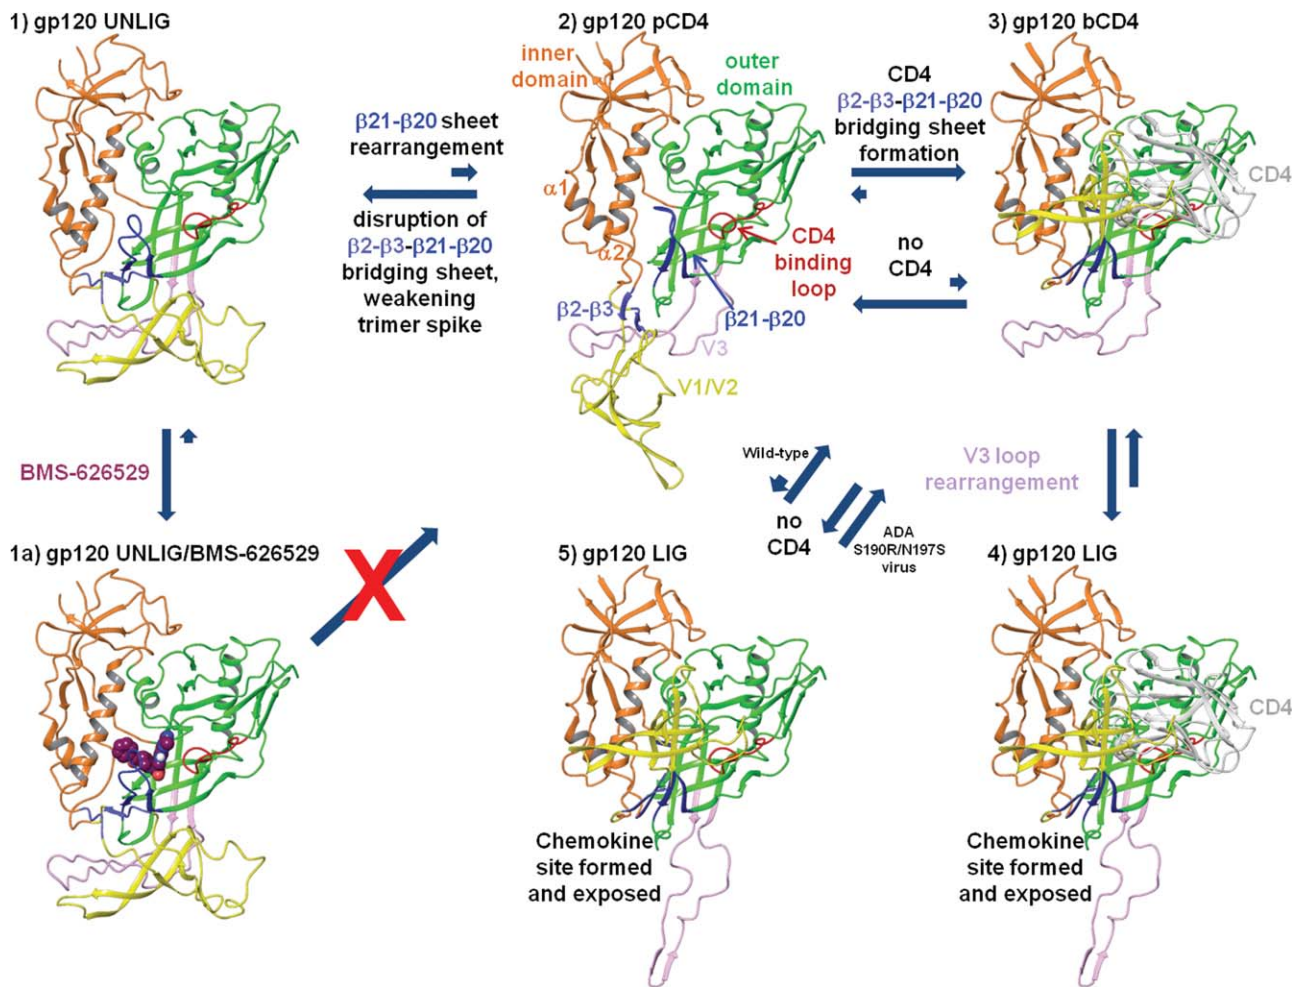 1) gp120 UNLIG
2) gp120 pCD4
3) gp120 bCD4
inner
domain
outer
domain
β21-β20 sheet
rearrangement
disruption of
β2-β3-β21-β20
bridging sheet,
weakening
trimer spike
α1
α2
β2-β3
V3
V1/V2
CD4
binding
loop
β21-β20
CD4
β2-β3-β21-β20
bridging sheet
formation
no
CD4
CD4
BMS-626529
Wild-type
no
CD4
ADA
S190R/N197S
virus
V3 loop
rearrangement
1a) gp120 UNLIG/BMS-626529
X
5) gp120 LIG
4) gp120 LIG
CD4
Chemokine
site formed
and exposed
Chemokine
site formed
and exposed